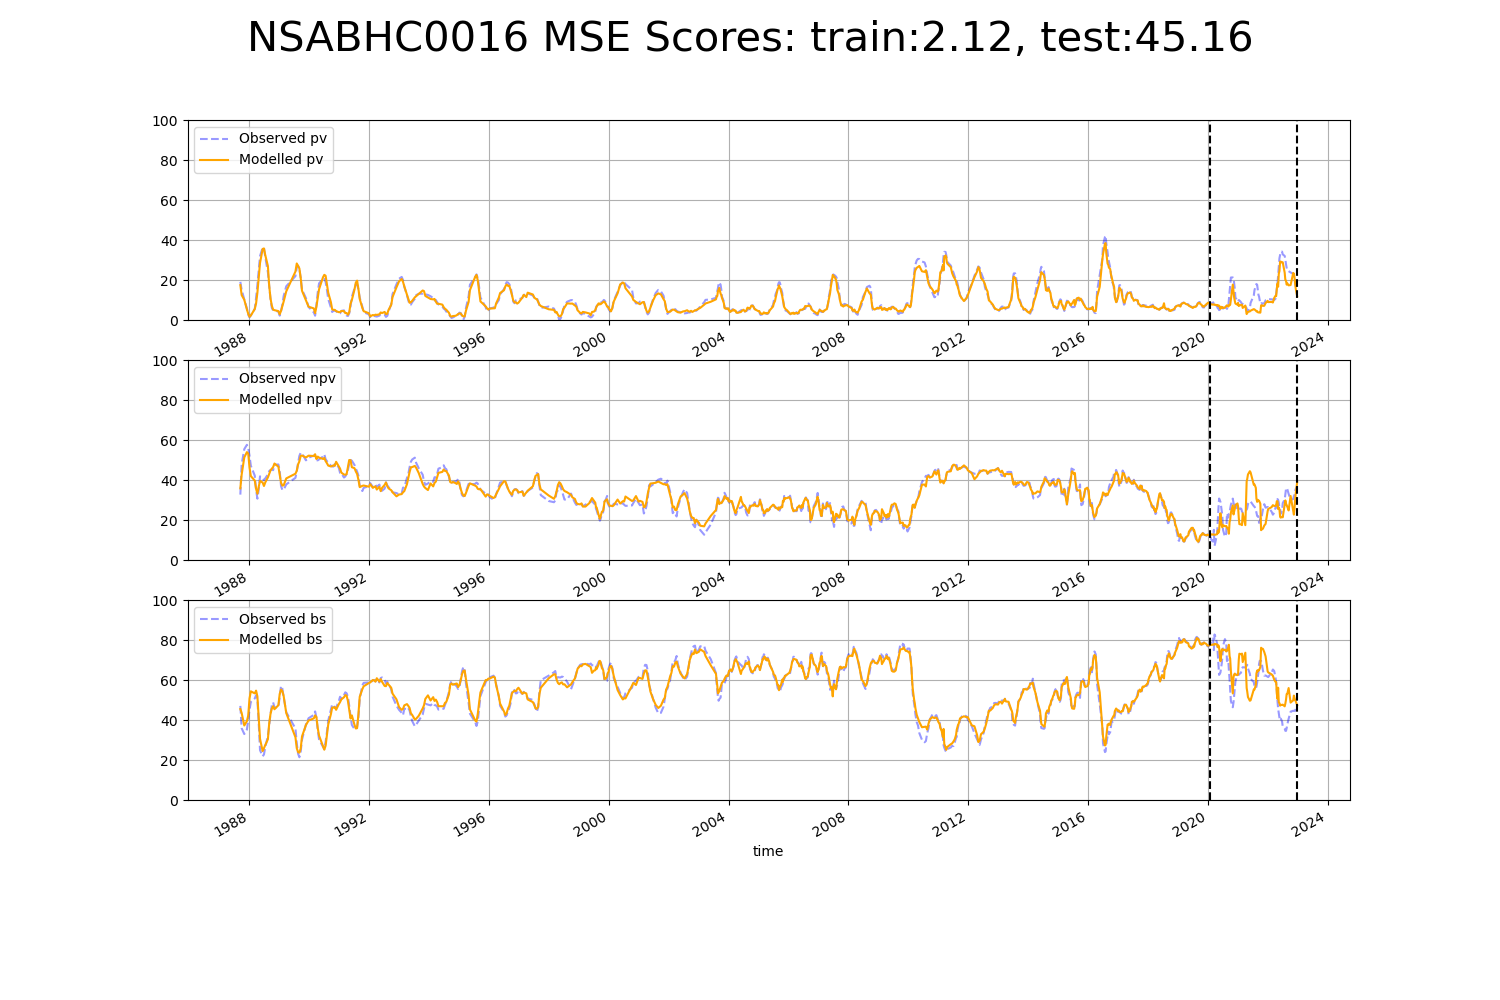 NSABHC0016 MSE Scores: train:2.12, test:45.16
100
80
60
40
20
0
Observed pv
Modelled pv
1988 1992 1996 2000 2004 2008 2012 2016 2020 2024
100
80
60
40
20
0
Observed npv
Modelled npv
1988 1992 1996 2000 2004 2008 2012 2016 2020 2024
100
80
60
40
20
0
Observed bs
Modelled bs
1988 1992 1996 2000 2004 2008 2012 2016 2020 2024
time